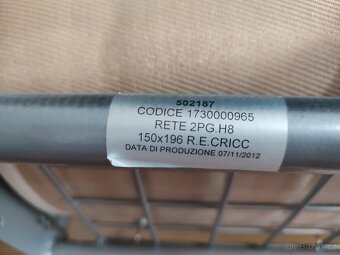 502187
CODICE 1730000965
RETE 2PG.H8
150x196 R.E.CRICC
DATA DI PRODUZIONE 07/11/2012